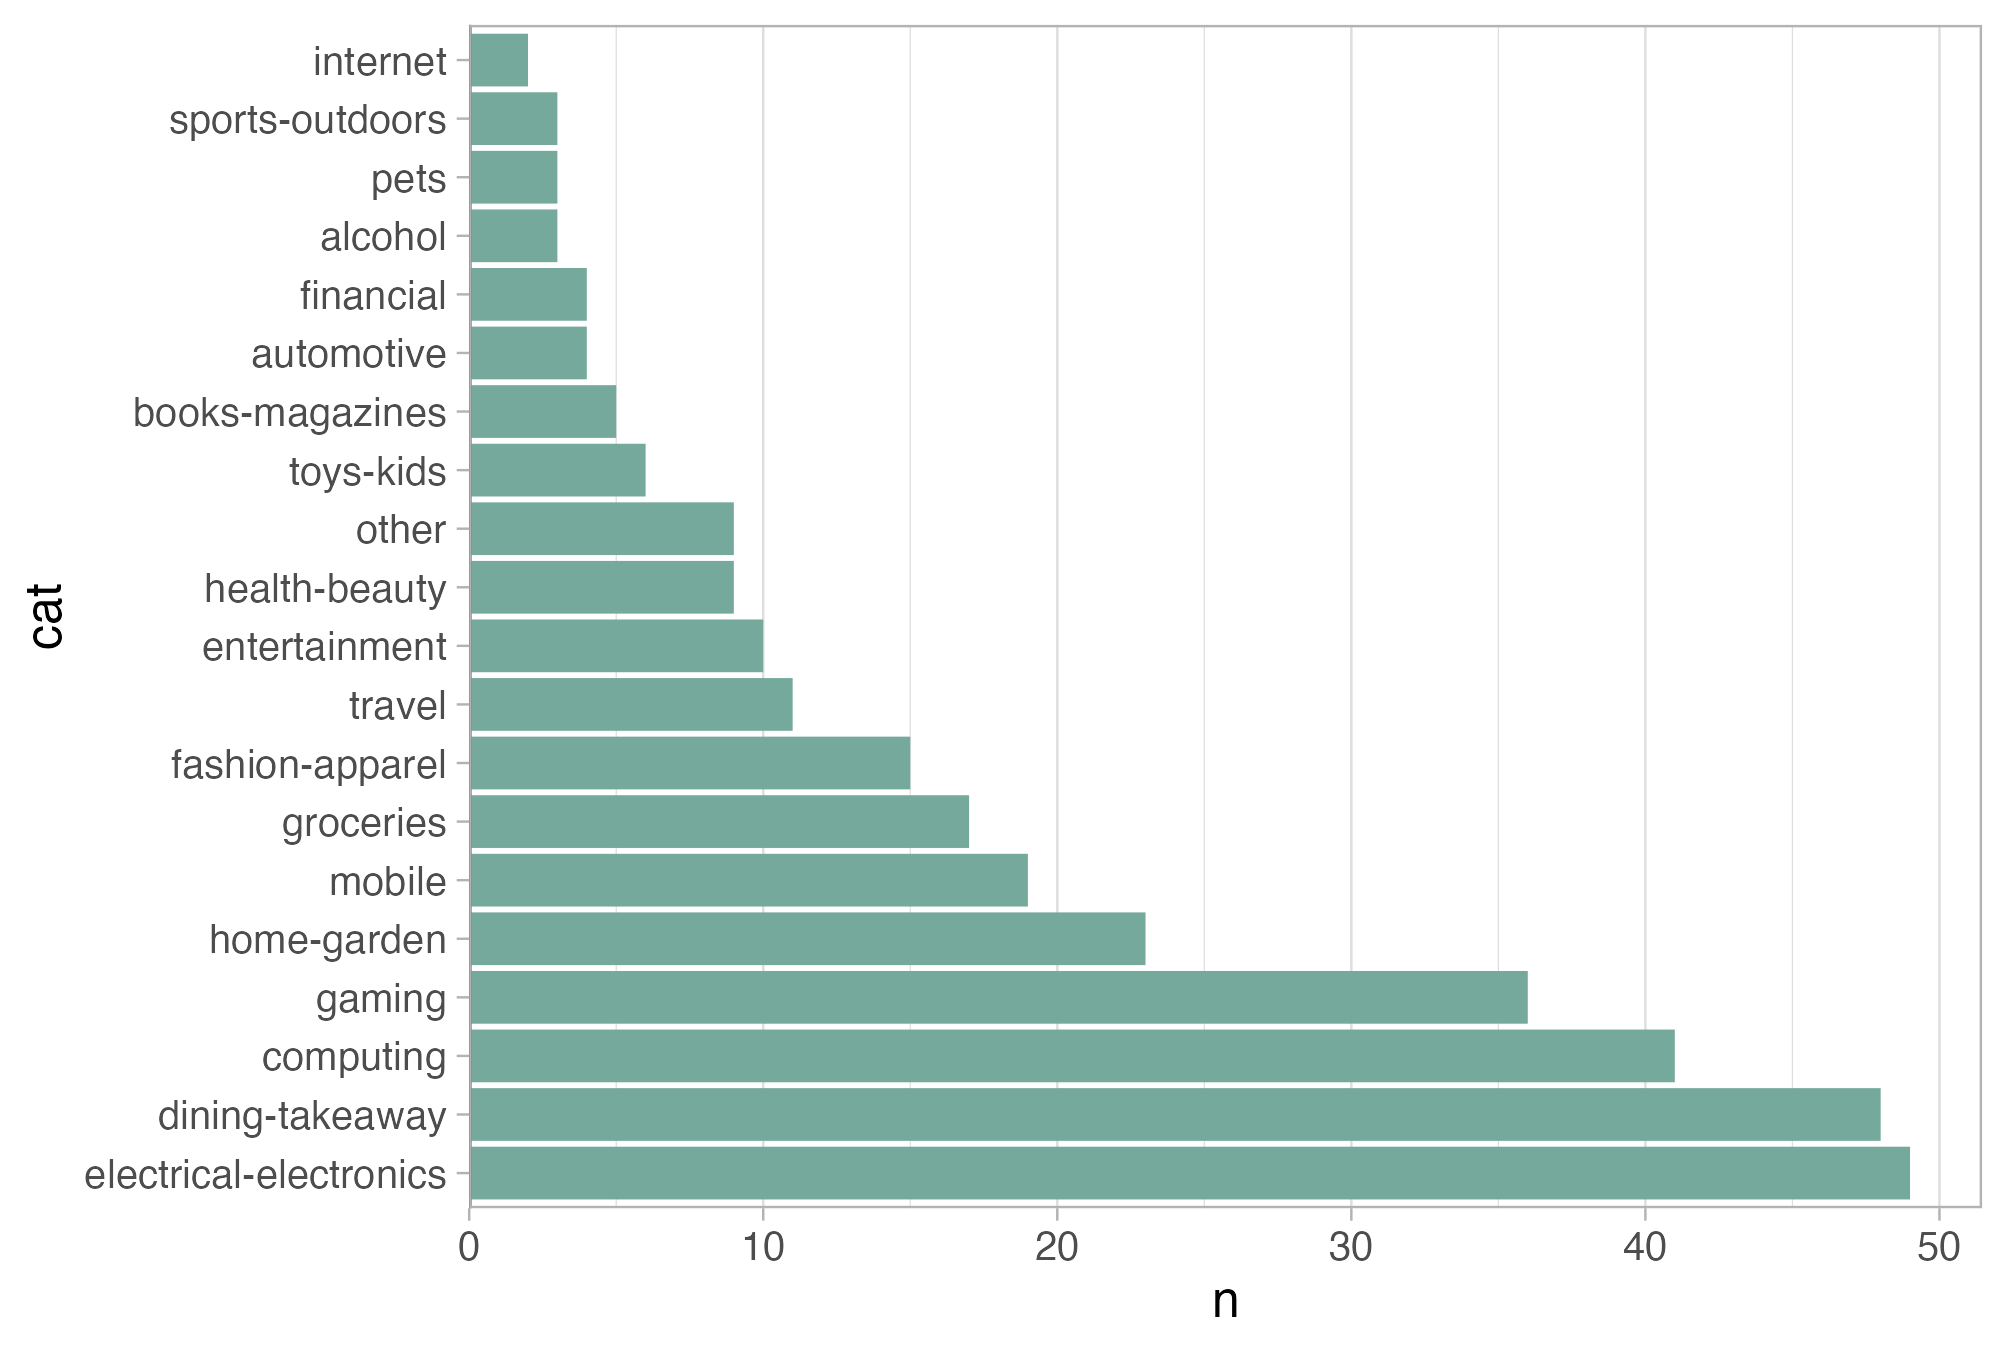 internet
sports-outdoors
pets
alcohol
financial
automotive
books-magazines
toys-kids
other
health-beauty
entertainment
travel
fashion-apparel
groceries
mobile
home-garden
gaming
computing
dining-takeaway
electrical-electronics
cat
0 10 20 30 40 50
n